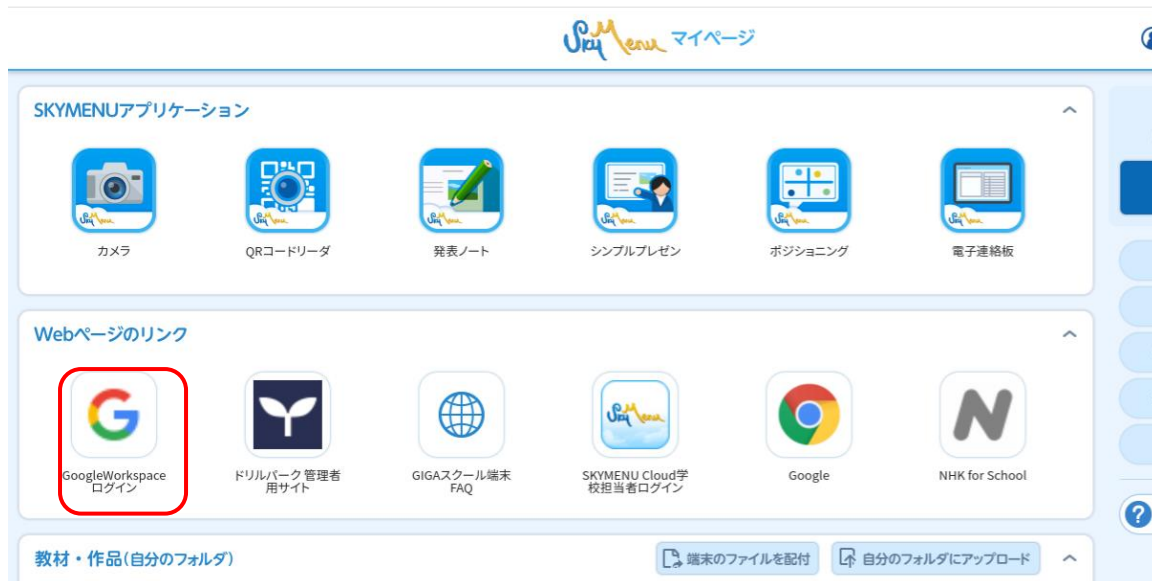 SkyMenu マイページ
SKYMENUアプリケーション
SkyMenu SkyMenu SkyMenu SkyMenu SkyMenu SkyMenu
カメラ QRコードリーダ 発表ノート シンプルプレゼン ポジショニング 電子連絡板
Webページのリンク
SkyMenu
GoogleWorkspace
ログイン
ドリルパーク 管理者
用サイト
GIGAスクール端末
FAQ
SKYMENU Cloud学
校担当者ログイン
Google
NHK for School
教材・作品(自分のフォルダ) 端末のファイルを配付 自分のフォルダにアップロード
?